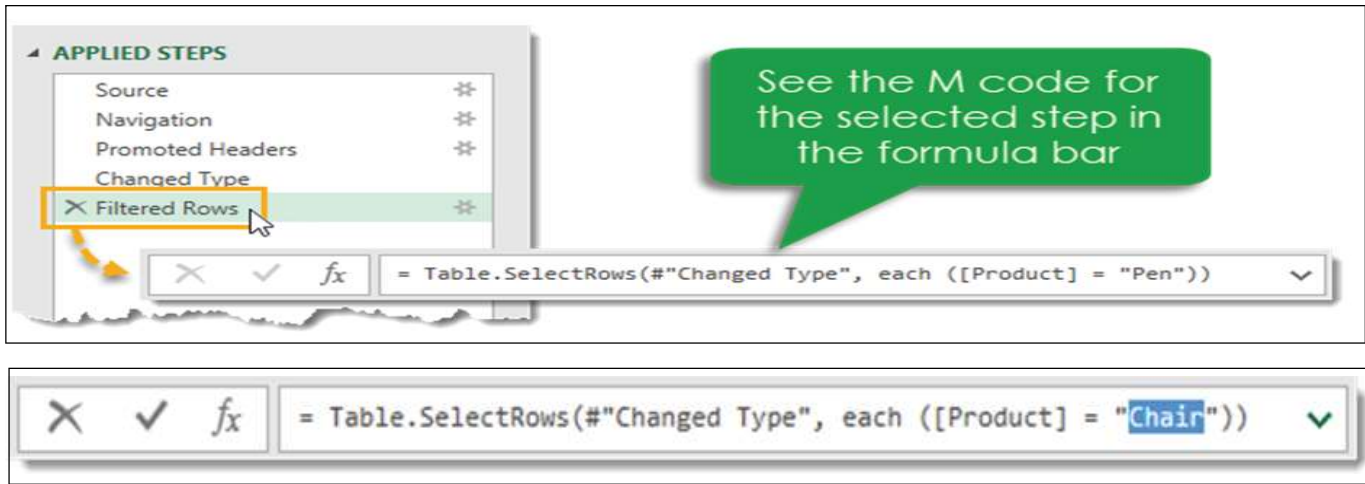 APPLIED STEPS
Source
Navigation
Promoted Headers
Changed Type
Filtered Rows
See the M code for
the selected step in
the formula bar
fx
= Table.SelectRows(#"Changed Type", each ([Product] = "Pen"))
fx
= Table.SelectRows(#"Changed Type", each ([Product] = "Chair"))